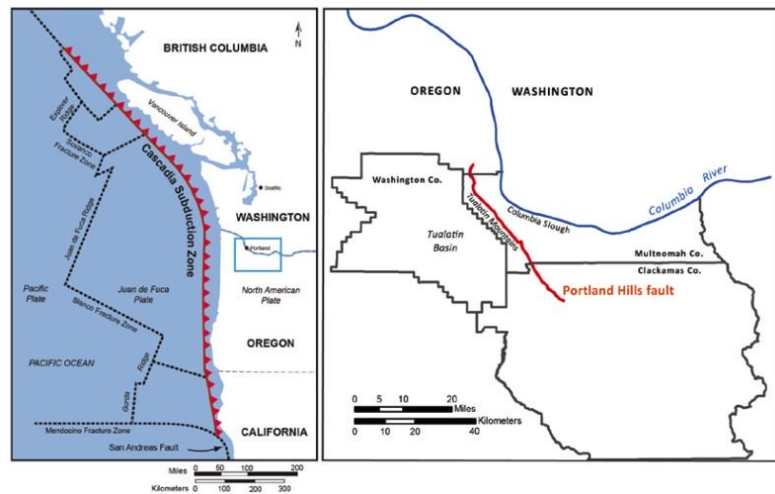 BRITISH COLUMBIA
N
Explorer
Ridge
Vancouver Island
Sovanco
Fracture Zone
Cascadia Subduction Zone
Seattle
WASHINGTON
Portland
Juan de Fuca Ridge
Pacific
Plate
Juan de Fuca
Plate
North American
Plate
Blanco Fracture Zone
OREGON
PACIFIC OCEAN
Ridge
Gorda
Mendocino Fracture Zone
CALIFORNIA
San Andreas Fault
Miles
0 50 100 200
Kilometers
0 100 200 300
OREGON
WASHINGTON
Washington Co.
Columbia River
Tualatin Mountains
Columbia Slough
Tualatin
Basin
Multnomah Co.
Clackamas Co.
Portland Hills fault
0 5 10 20
Miles
Kilometers
0 10 20 40